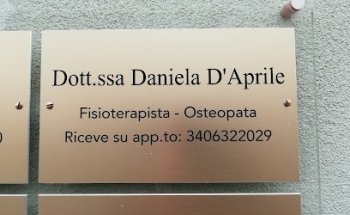 Dott.ssa Daniela D'Aprile
Fisioterapista - Osteopata
Riceve su app.to: 3406322029